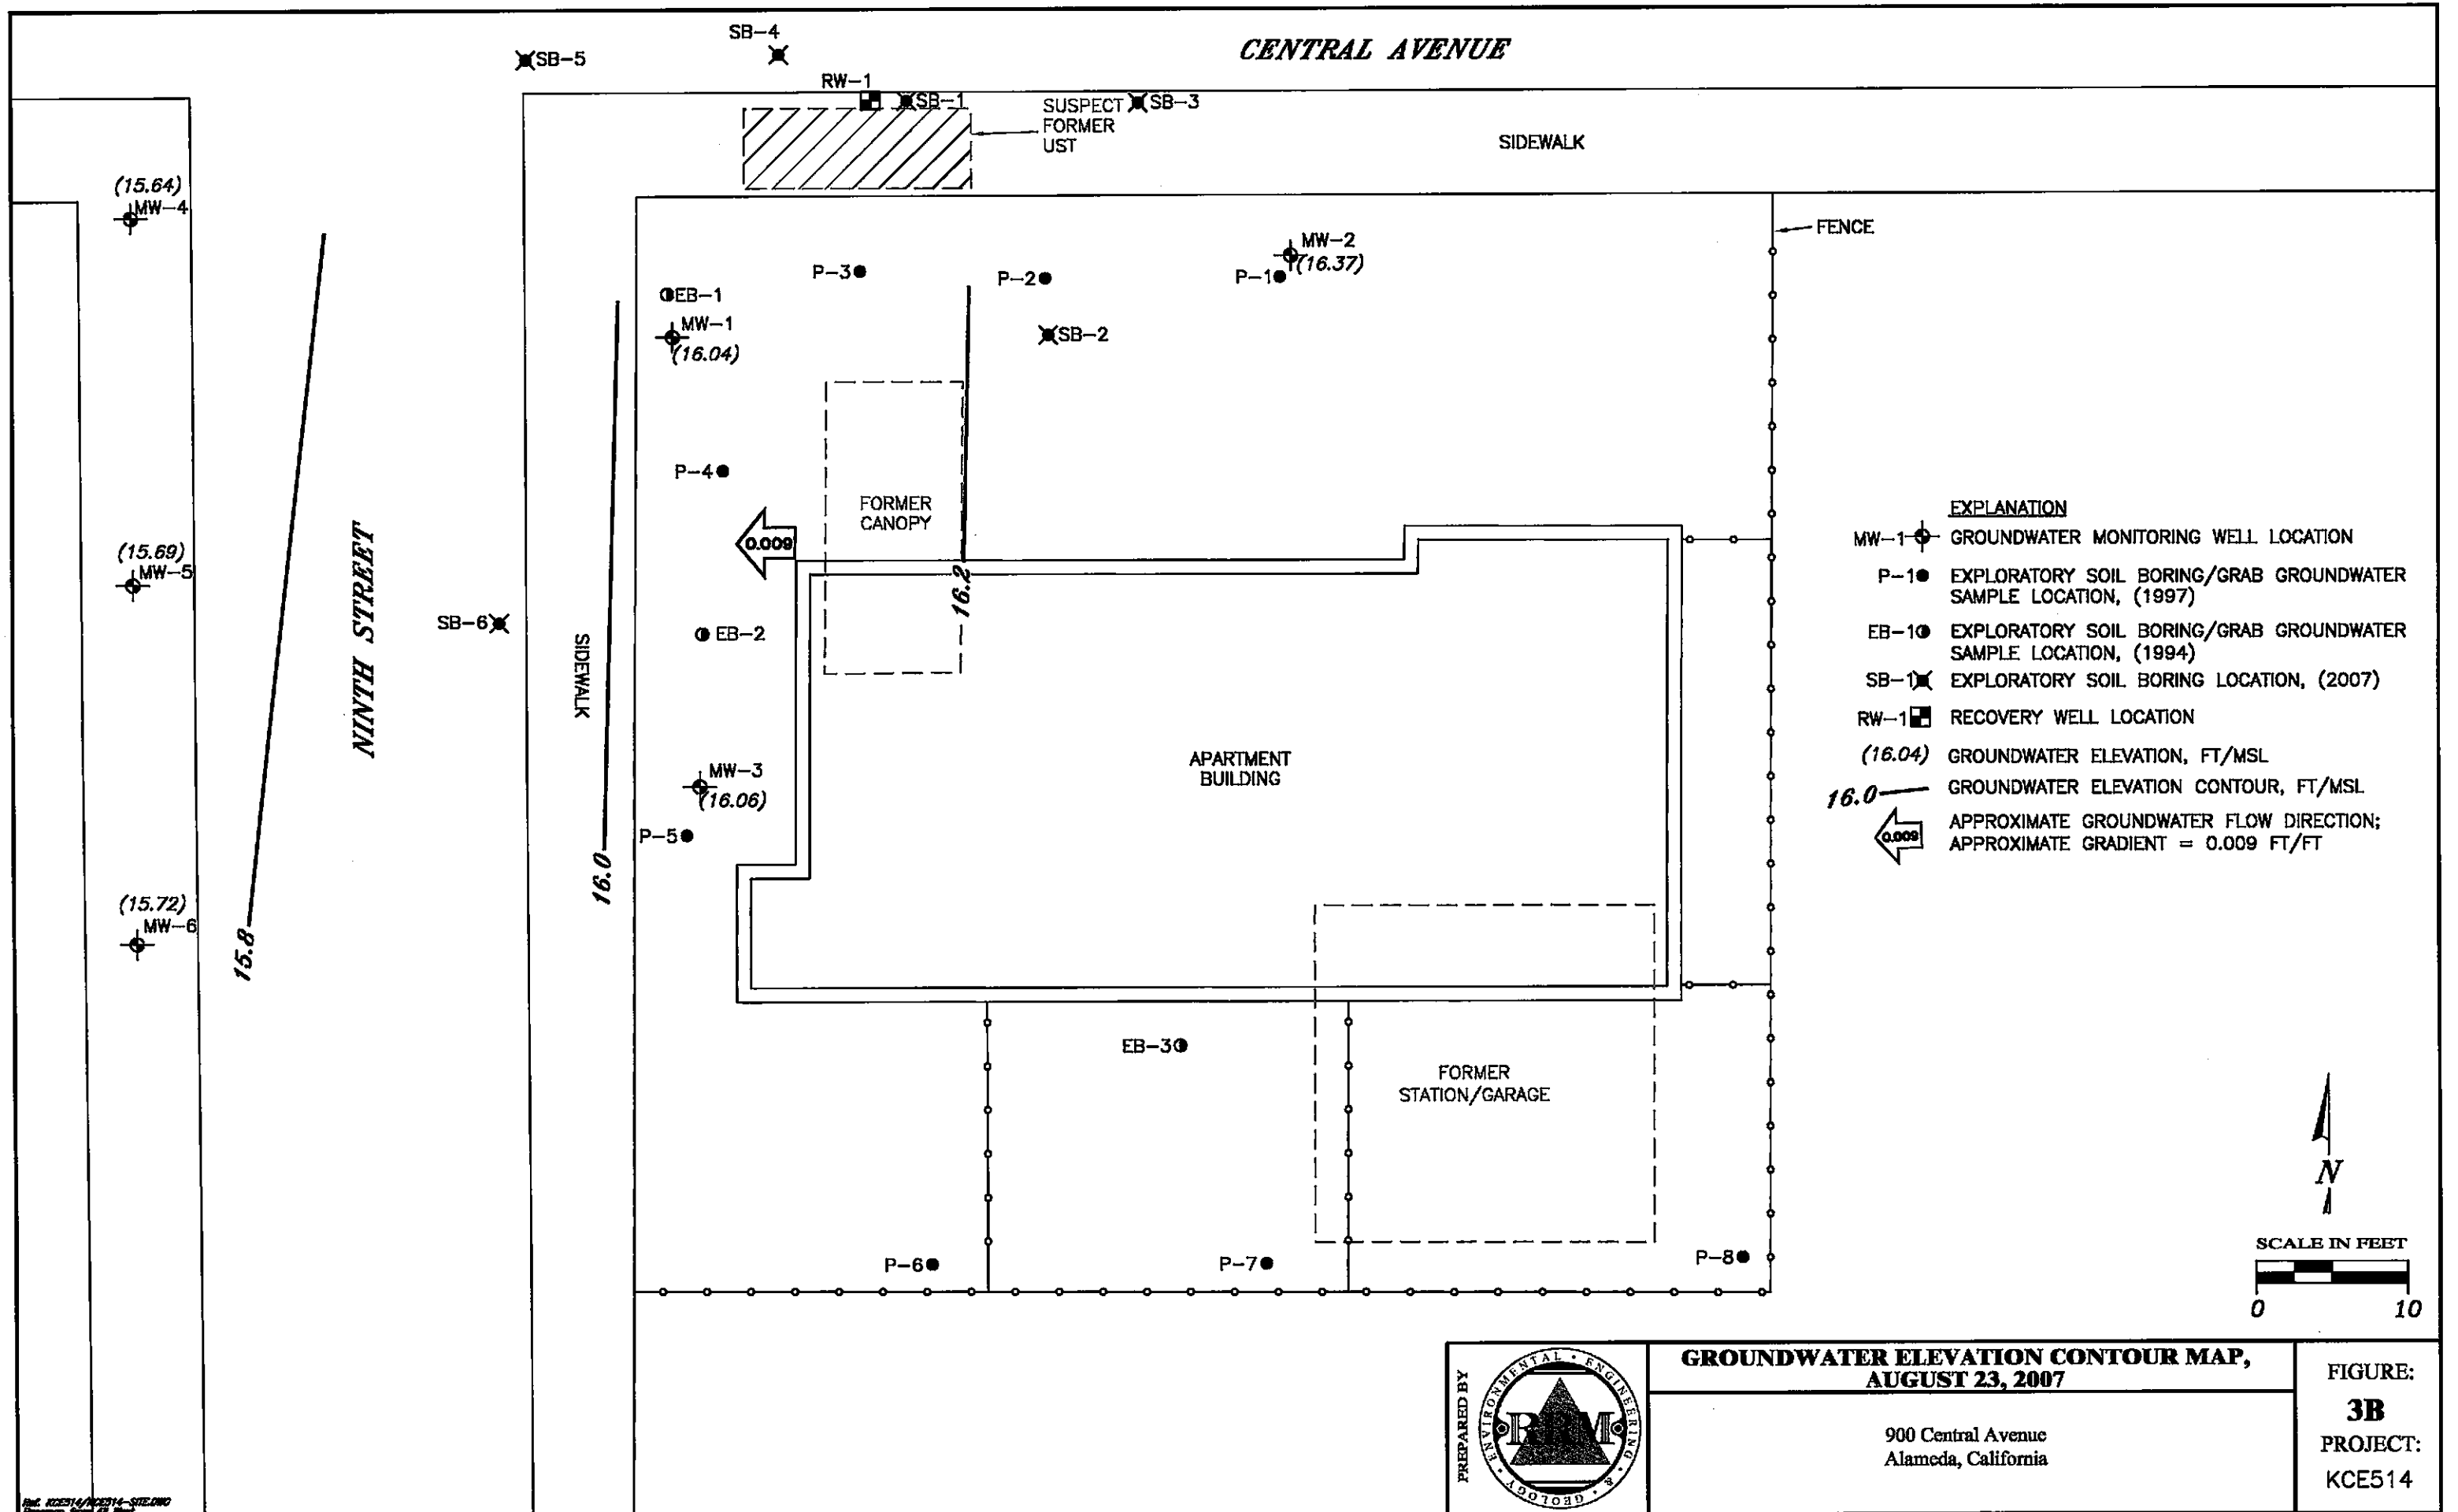 CENTRAL AVENUE
SB-4
SB-5
RW-1
SB-1
SUSPECT
FORMER
UST
SB-3
SIDEWALK
(15.64)
MW-4
FENCE
MW-2
(16.37)
P-3
P-2
P-1
EB-1
MW-1
(16.04)
SB-2
P-4
FORMER
CANOPY
0.009
(15.69)
MW-5
NINTH STREET
SB-6
SIDEWALK
EB-2
16.2
APARTMENT
BUILDING
MW-3
(16.06)
P-5
16.0
(15.72)
MW-6
15.8
EB-3
FORMER
STATION/GARAGE
P-6
P-7
P-8
EXPLANATION
MW-1 GROUNDWATER MONITORING WELL LOCATION
P-1 EXPLORATORY SOIL BORING/GRAB GROUNDWATER
SAMPLE LOCATION, (1997)
EB-1 EXPLORATORY SOIL BORING/GRAB GROUNDWATER
SAMPLE LOCATION, (1994)
SB-1 EXPLORATORY SOIL BORING LOCATION, (2007)
RW-1 RECOVERY WELL LOCATION
(16.04) GROUNDWATER ELEVATION, FT/MSL
16.0 GROUNDWATER ELEVATION CONTOUR, FT/MSL
0.009 APPROXIMATE GROUNDWATER FLOW DIRECTION;
APPROXIMATE GRADIENT = 0.009 FT/FT
N
SCALE IN FEET
0 10
PREPARED BY
ENVIRONMENTAL • ENGINEERING • & GEOLOGY •
RRM
GROUNDWATER ELEVATION CONTOUR MAP,
AUGUST 23, 2007
900 Central Avenue
Alameda, California
FIGURE:
3B
PROJECT:
KCE514
Ref. KCE514/KCE514-SITE.DWG